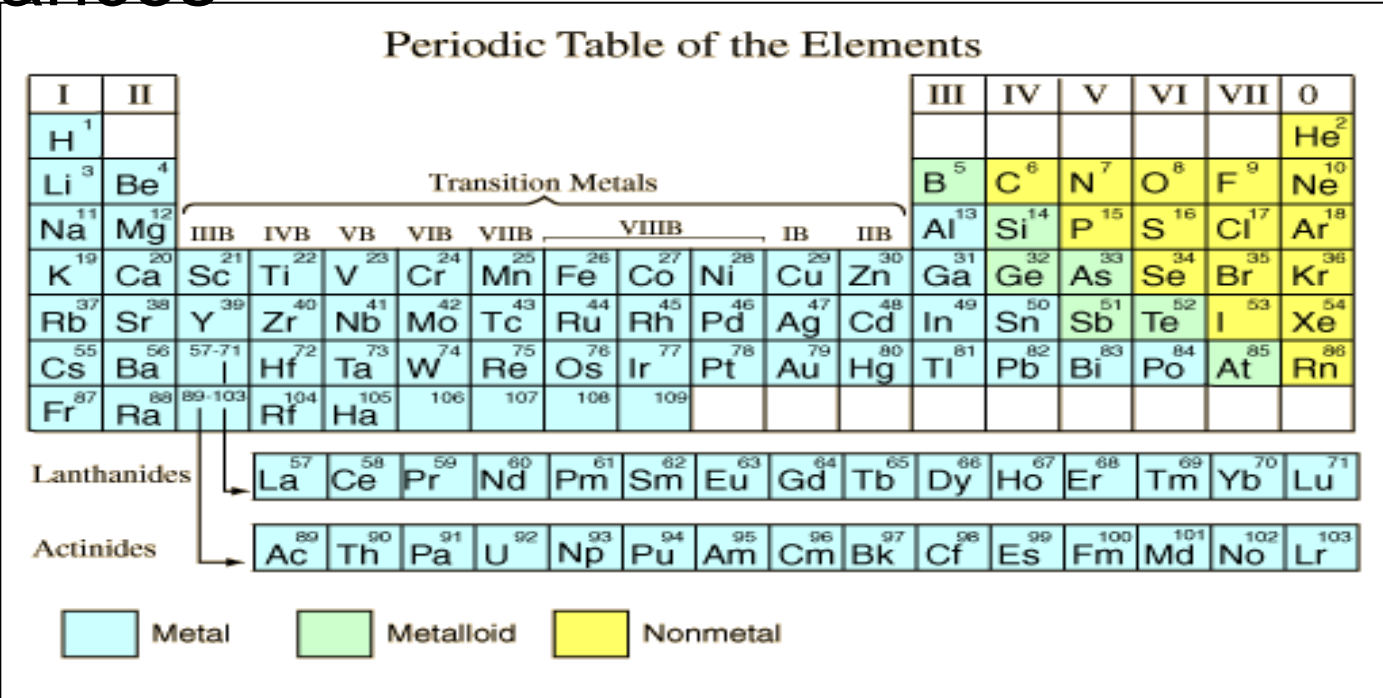 Periodic Table of the Elements
I II III IV V VI VII 0
H 1 He 2
Li 3 Be 4 Transition Metals B 5 C 6 N 7 O 8 F 9 Ne 10
Na 11 Mg 12 IIIB IVB VB VIB VIIB VIIIB IB IIB Al 13 Si 14 P 15 S 16 Cl 17 Ar 18
K 19 Ca 20 Sc 21 Ti 22 V 23 Cr 24 Mn 25 Fe 26 Co 27 Ni 28 Cu 29 Zn 30 Ga 31 Ge 32 As 33 Se 34 Br 35 Kr 36
Rb 37 Sr 38 Y 39 Zr 40 Nb 41 Mo 42 Tc 43 Ru 44 Rh 45 Pd 46 Ag 47 Cd 48 In 49 Sn 50 Sb 51 Te 52 I 53 Xe 54
Cs 55 Ba 56 57-71 Hf 72 Ta 73 W 74 Re 75 Os 76 Ir 77 Pt 78 Au 79 Hg 80 Tl 81 Pb 82 Bi 83 Po 84 At 85 Rn 86
Fr 87 Ra 88 89-103 Rf 104 Ha 105 106 107 108 109
Lanthanides La 57 Ce 58 Pr 59 Nd 60 Pm 61 Sm 62 Eu 63 Gd 64 Tb 65 Dy 66 Ho 67 Er 68 Tm 69 Yb 70 Lu 71
Actinides Ac 89 Th 90 Pa 91 U 92 Np 93 Pu 94 Am 95 Cm 96 Bk 97 Cf 98 Es 99 Fm 100 Md 101 No 102 Lr 103
Metal Metalloid Nonmetal